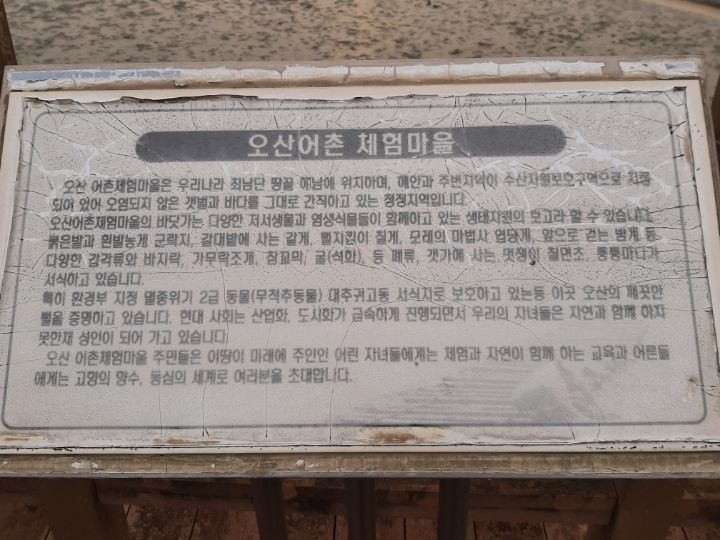 오산어촌 체험마을
오산 어촌체험마을은 우리나라 최남단 땅끝 해남에 위치하며, 해안과 주변지역이 수산자원보호구역으로 지정
되어 있어 오염되지 않은 갯벌과 바다를 그대로 간직하고 있는 청정지역입니다.
오산어촌체험마을의 바닷가는 다양한 저서생물과 염생식물들이 함께하고 있는 생태자원의 보고라 할 수 있습니다.
붉은발과 흰발농게 군락지, 갈대밭에 사는 갈게, 뻘지킴이 칠게, 모래의 마법사 엽낭게, 앞으로 걷는 밤게 등
다양한 갑각류와 바지락, 가무락조개, 참꼬막, 굴(석화), 등 패류, 갯가에 사는 멋쟁이 칠면초, 퉁퉁마디가
서식하고 있습니다.
특히 환경부 지정 멸종위기 2급 동물(무척추동물) 대추귀고동 서식지로 보호하고 있는등 이곳 오산의 깨끗한
뻘을 증명하고 있습니다. 현대 사회는 산업화, 도시화가 급속하게 진행되면서 우리의 자녀들은 자연과 함께 하지
못한채 성인이 되어 가고 있습니다.
오산 어촌체험마을 주민들은 이땅이 미래에 주인인 어린 자녀들에게는 체험과 자연이 함께 하는 교육과 어른들
에게는 고향의 향수, 동심의 세계로 여러분을 초대합니다.